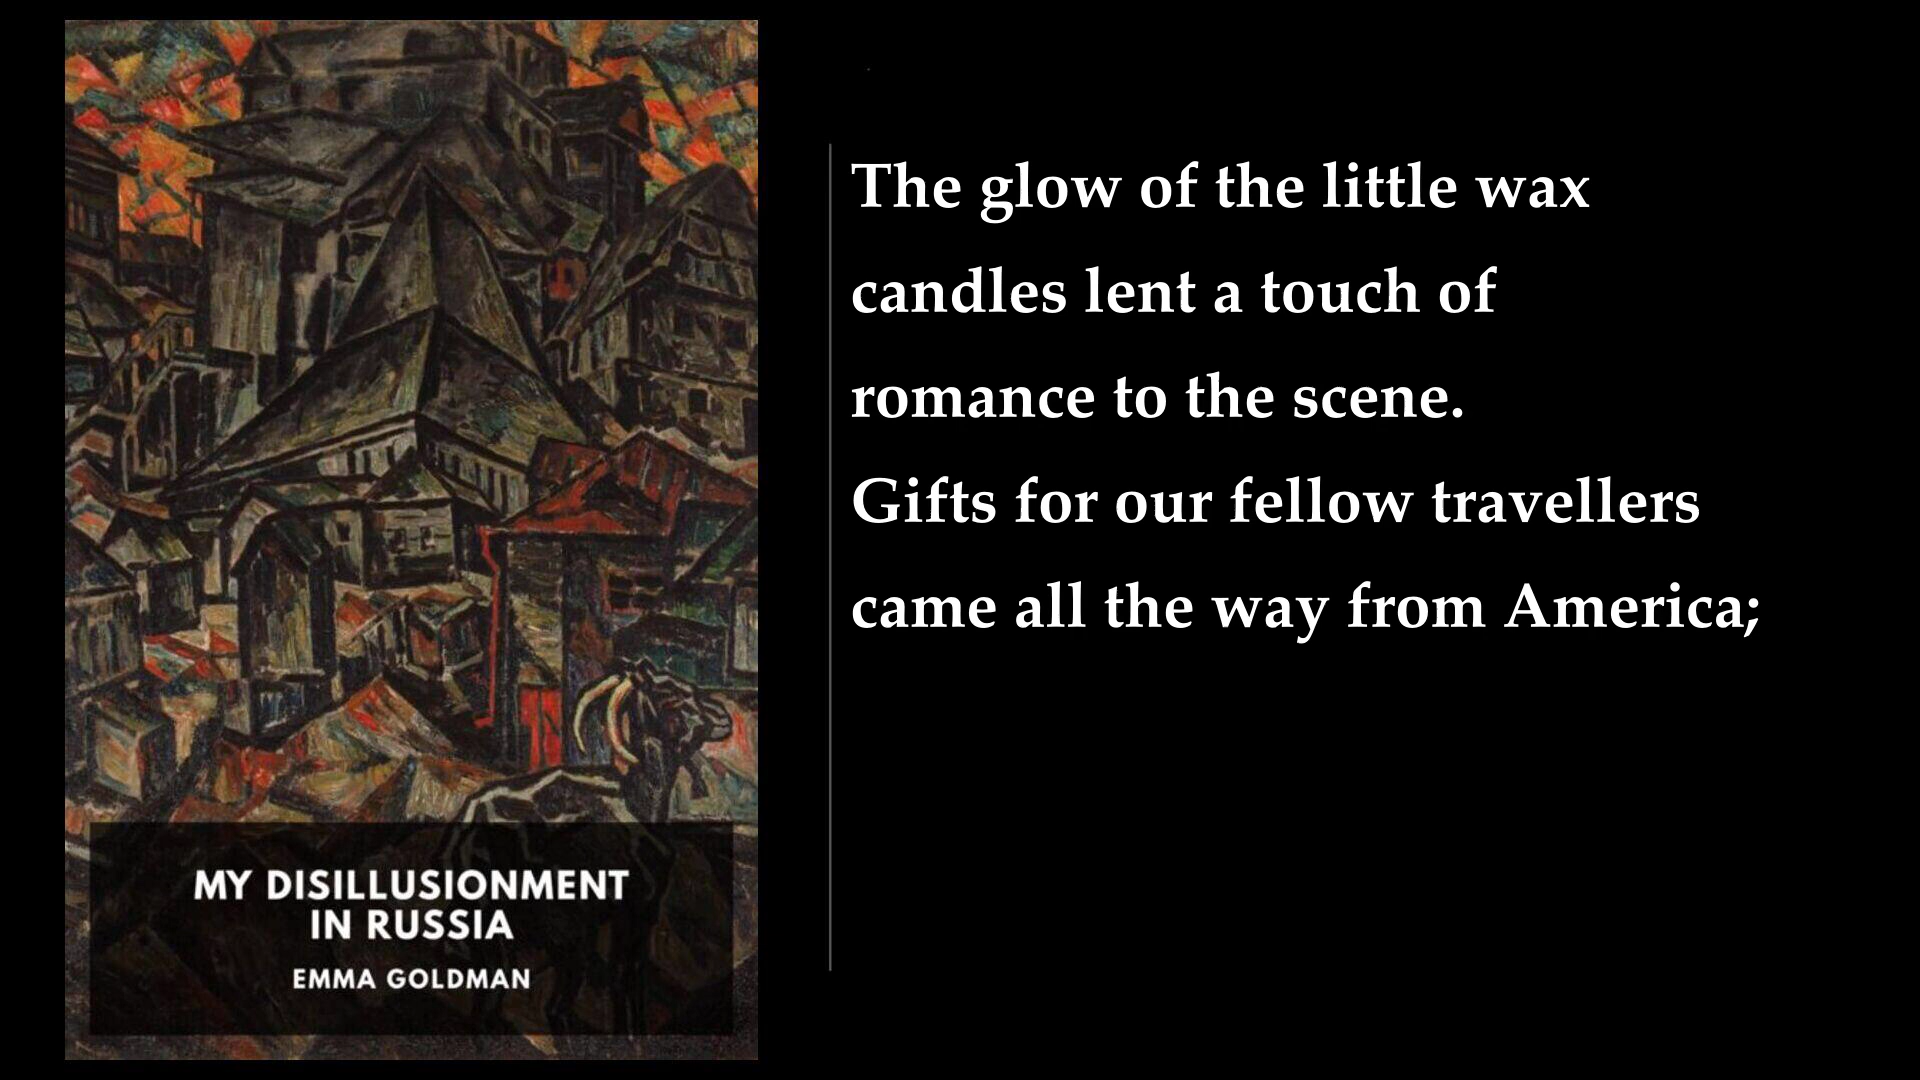 The glow of the little wax
candles lent a touch of
romance to the scene.
Gifts for our fellow travellers
came all the way from America;
MY DISILLUSIONMENT
IN RUSSIA
EMMA GOLDMAN